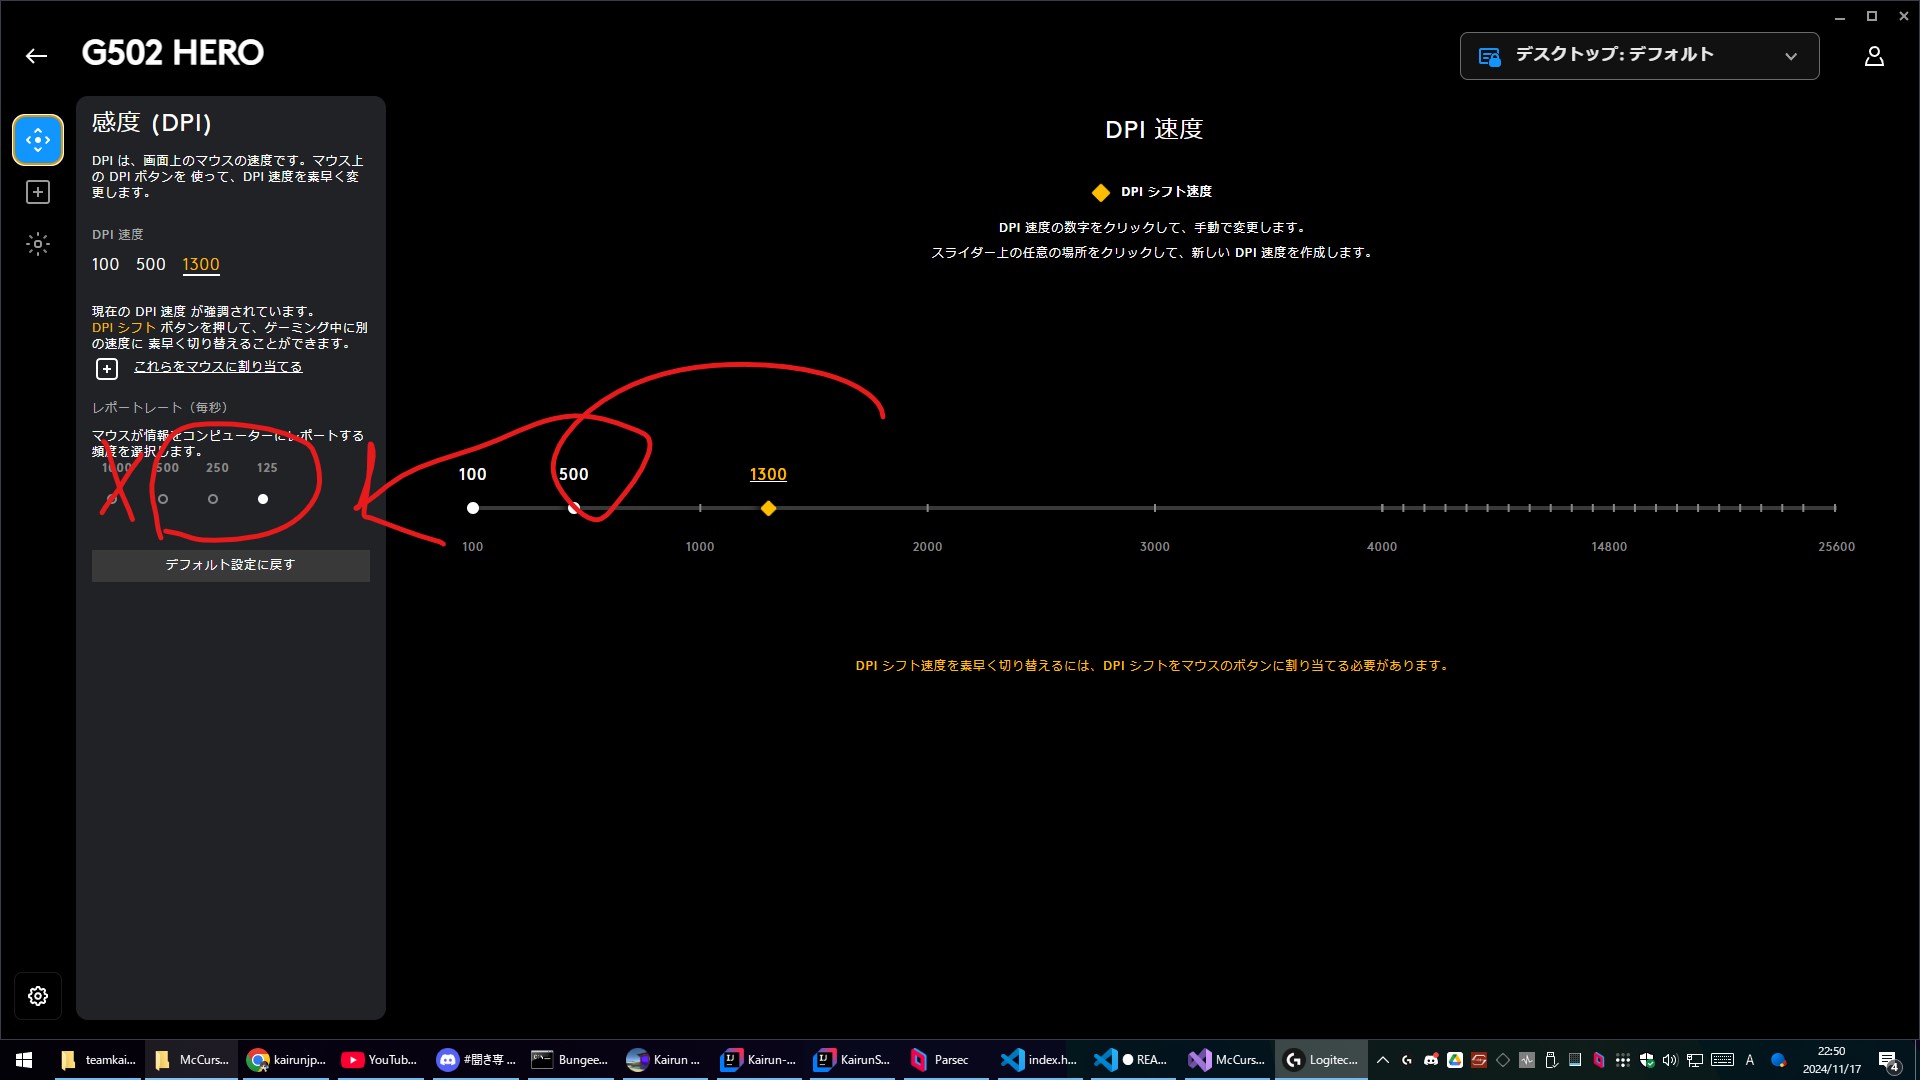 G502 HERO
デスクトップ: デフォルト
感度 (DPI)
DPI は、画面上のマウスの速度です。マウス上
の DPI ボタンを 使って、DPI 速度を素早く変
更します。
DPI 速度
100 500 1300
現在の DPI 速度 が強調されています。
DPI シフト ボタンを押して、ゲーミング中に別
の速度に 素早く切り替えることができます。
これらをマウスに割り当てる
レポートレート（毎秒）
マウスが情報をコンピューターにレポートする
頻度を選択します。
1000 500 250 125
デフォルト設定に戻す
DPI 速度
DPI シフト速度
DPI 速度の数字をクリックして、手動で変更します。
スライダー上の任意の場所をクリックして、新しい DPI 速度を作成します。
100 500 1300
100 1000 2000 3000 4000 14800 25600
DPI シフト速度を素早く切り替えるには、DPI シフトをマウスのボタンに割り当てる必要があります。
teamkai... McCurs... kairunjp... YouTub... #聞き専 ... Bungee... Kairun ... Kairun-... KairunS... Parsec index.h... ● REA... McCurs... Logitec... A 22:50
2024/11/17 4